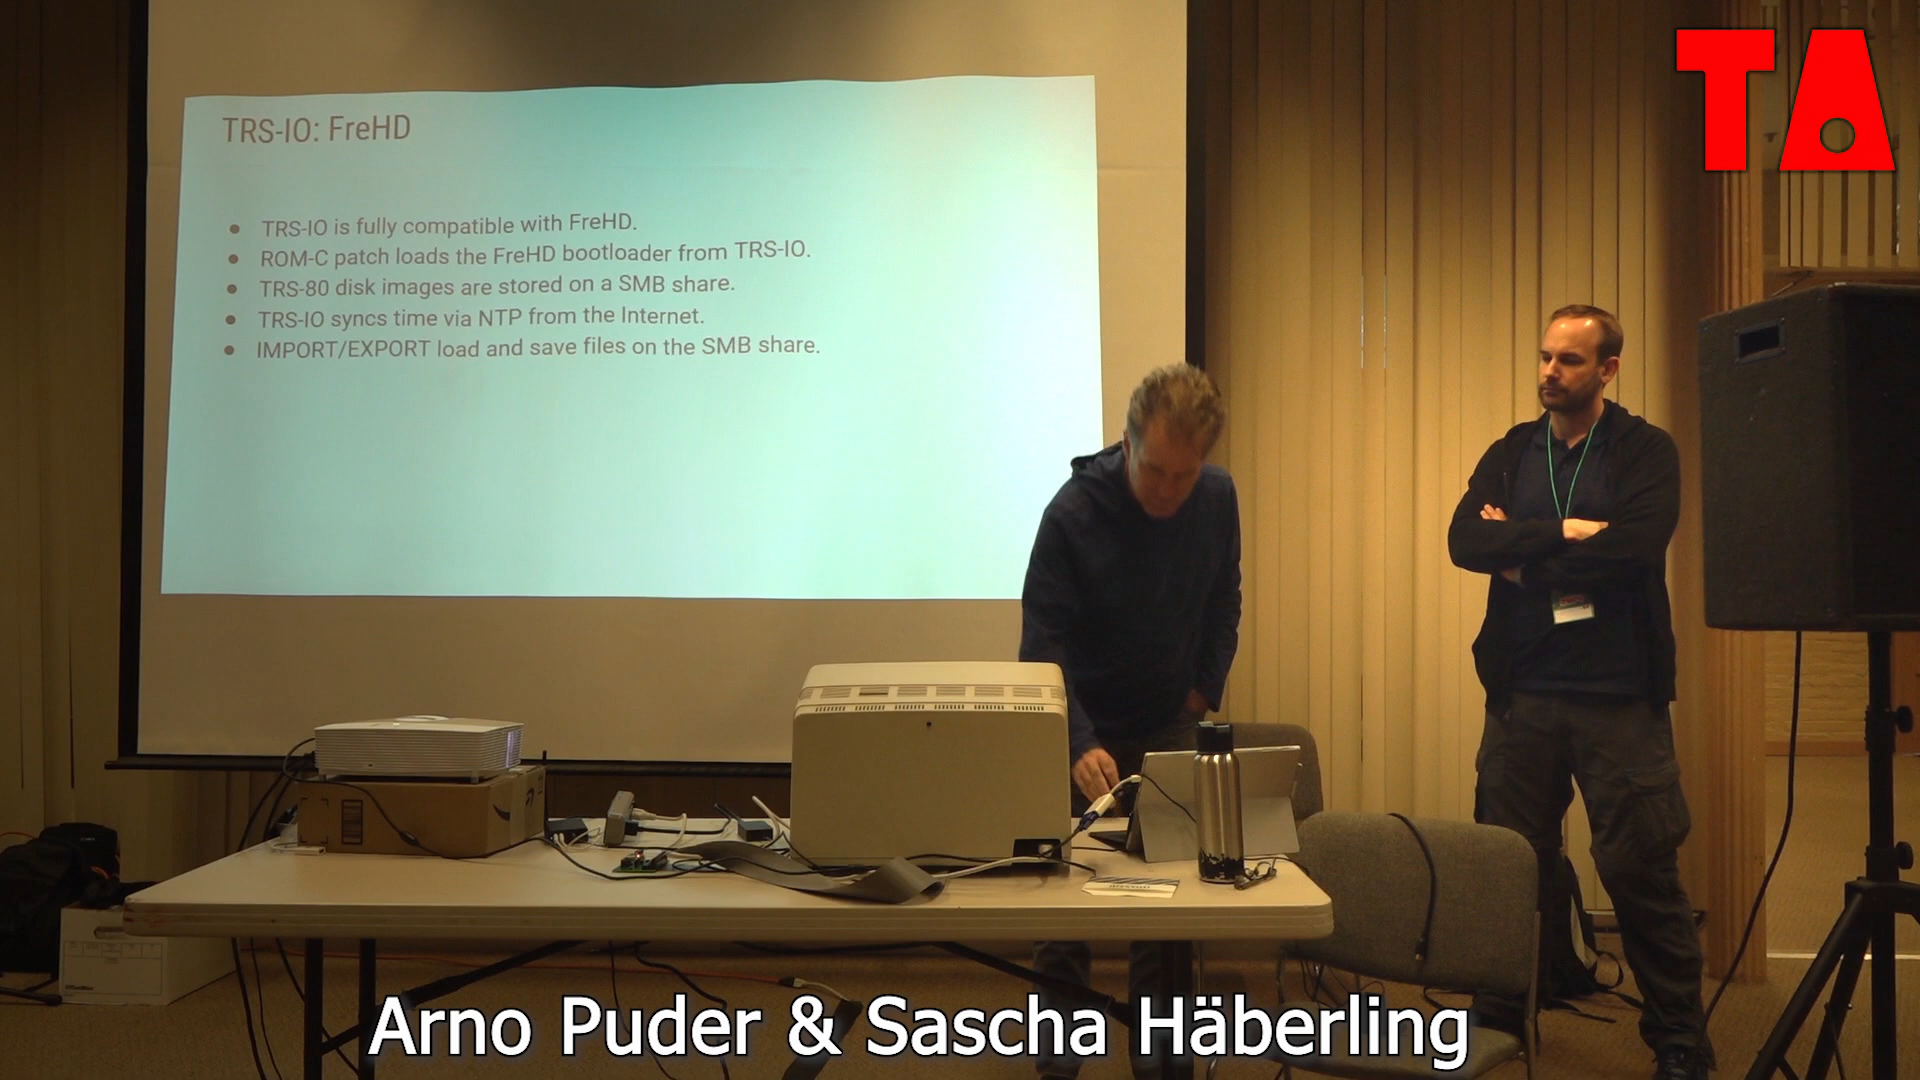 TA
TRS-IO: FreHD
● TRS-IO is fully compatible with FreHD.
● ROM-C patch loads the FreHD bootloader from TRS-IO.
● TRS-80 disk images are stored on a SMB share.
● TRS-IO syncs time via NTP from the Internet.
● IMPORT/EXPORT load and save files on the SMB share.
Arno Puder & Sascha Häberling